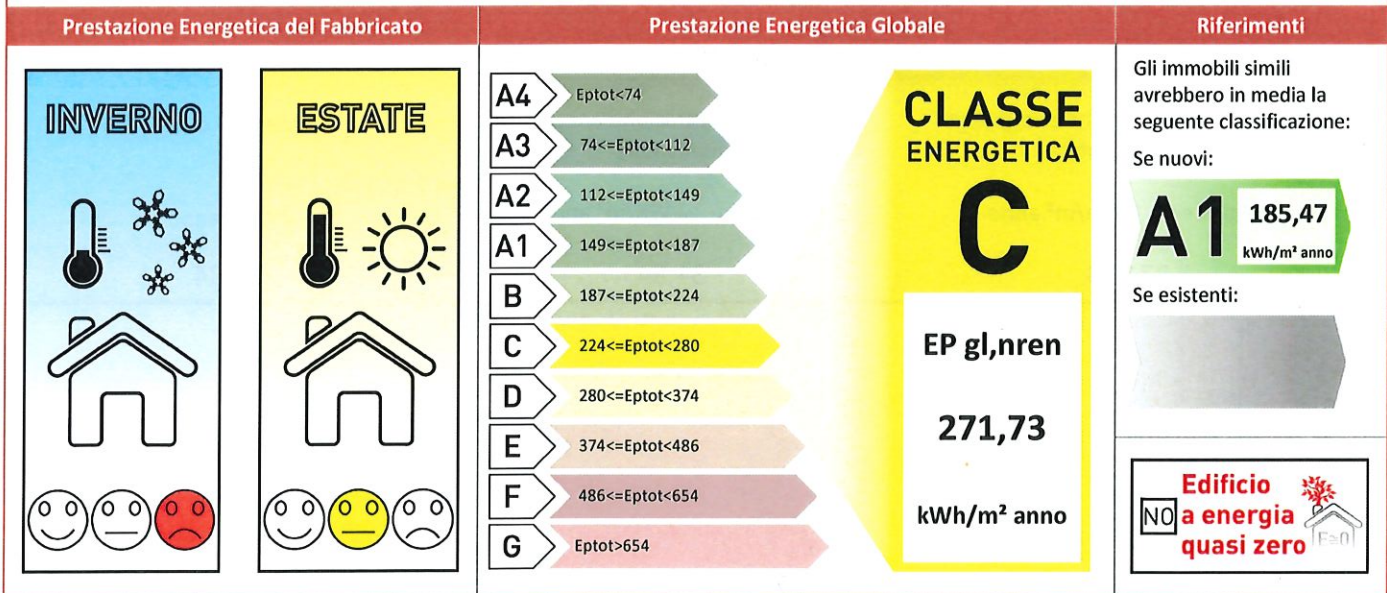 Prestazione Energetica del Fabbricato
Prestazione Energetica Globale
Riferimenti
INVERNO
ESTATE
A4 Eptot<74
A3 74<=Eptot<112
A2 112<=Eptot<149
A1 149<=Eptot<187
B 187<=Eptot<224
C 224<=Eptot<280
D 280<=Eptot<374
E 374<=Eptot<486
F 486<=Eptot<654
G Eptot>654
CLASSE
ENERGETICA
C
EP gl,nren
271,73
kWh/m² anno
Gli immobili simili
avrebbero in media la
seguente classificazione:
Se nuovi:
A1 185,47
kWh/m² anno
Se esistenti:
NO
Edificio
a energia
quasi zero